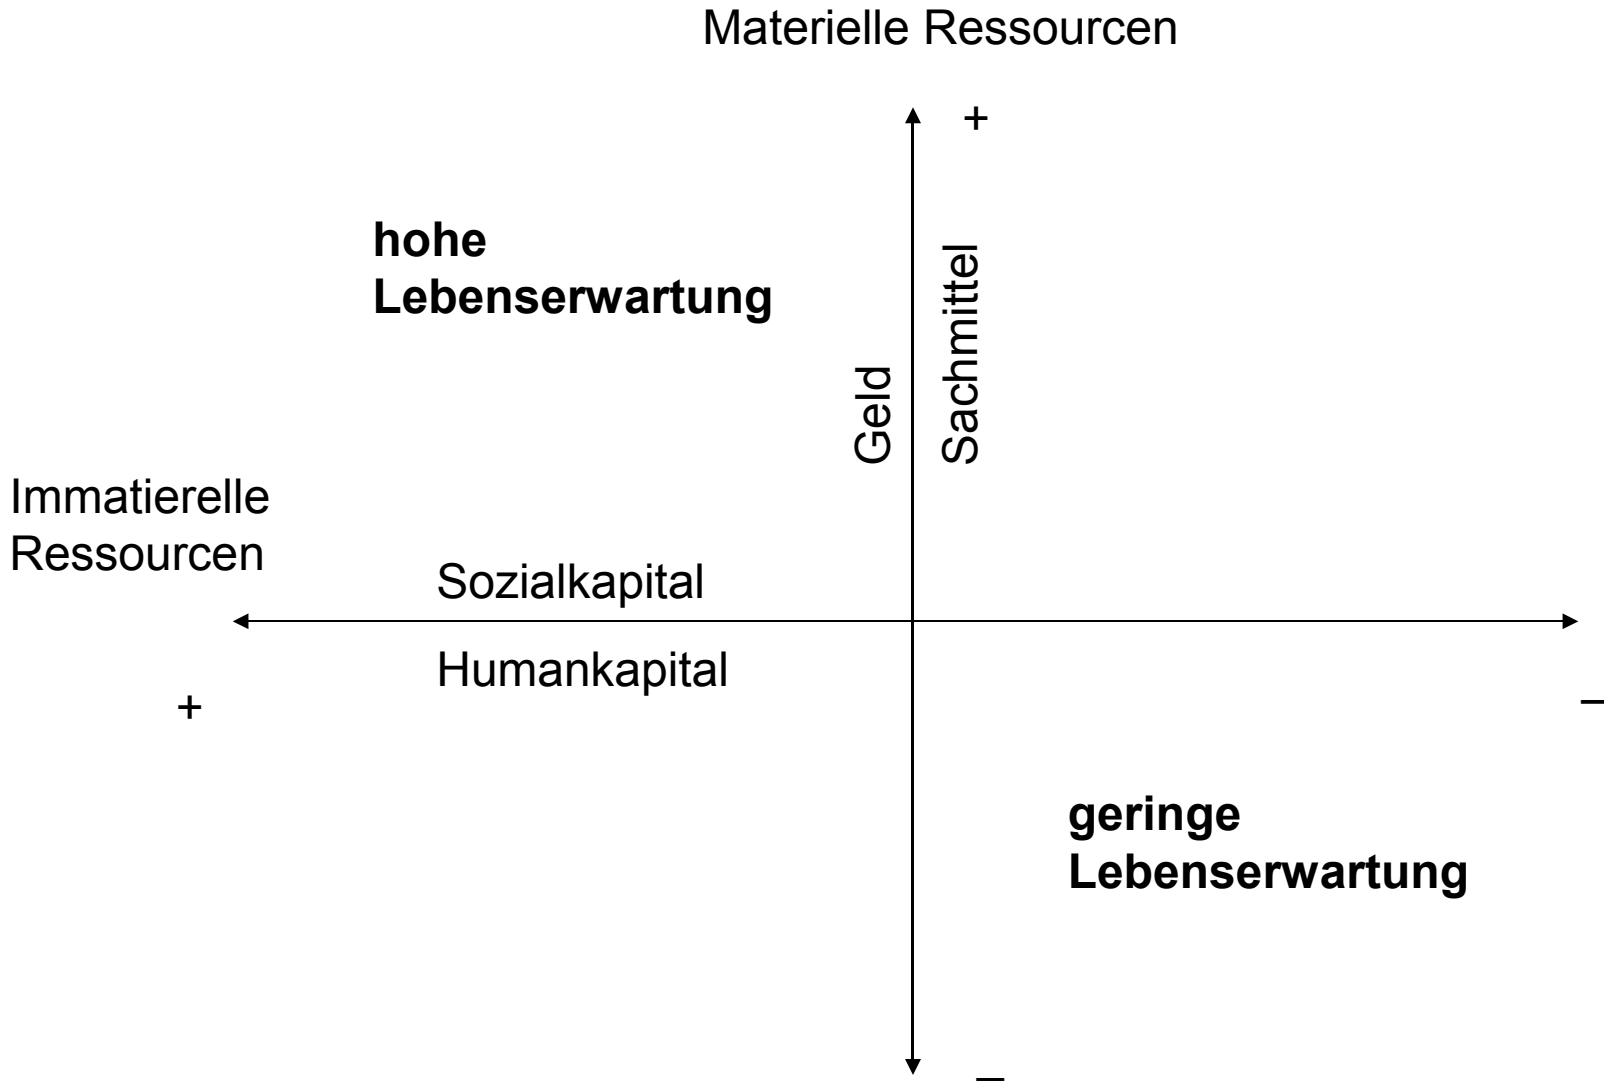 Materielle Ressourcen
+
hohe
Lebenserwartung
Geld
Sachmittel
Immatierelle
Ressourcen
Sozialkapital
Humankapital
+
–
geringe
Lebenserwartung
–